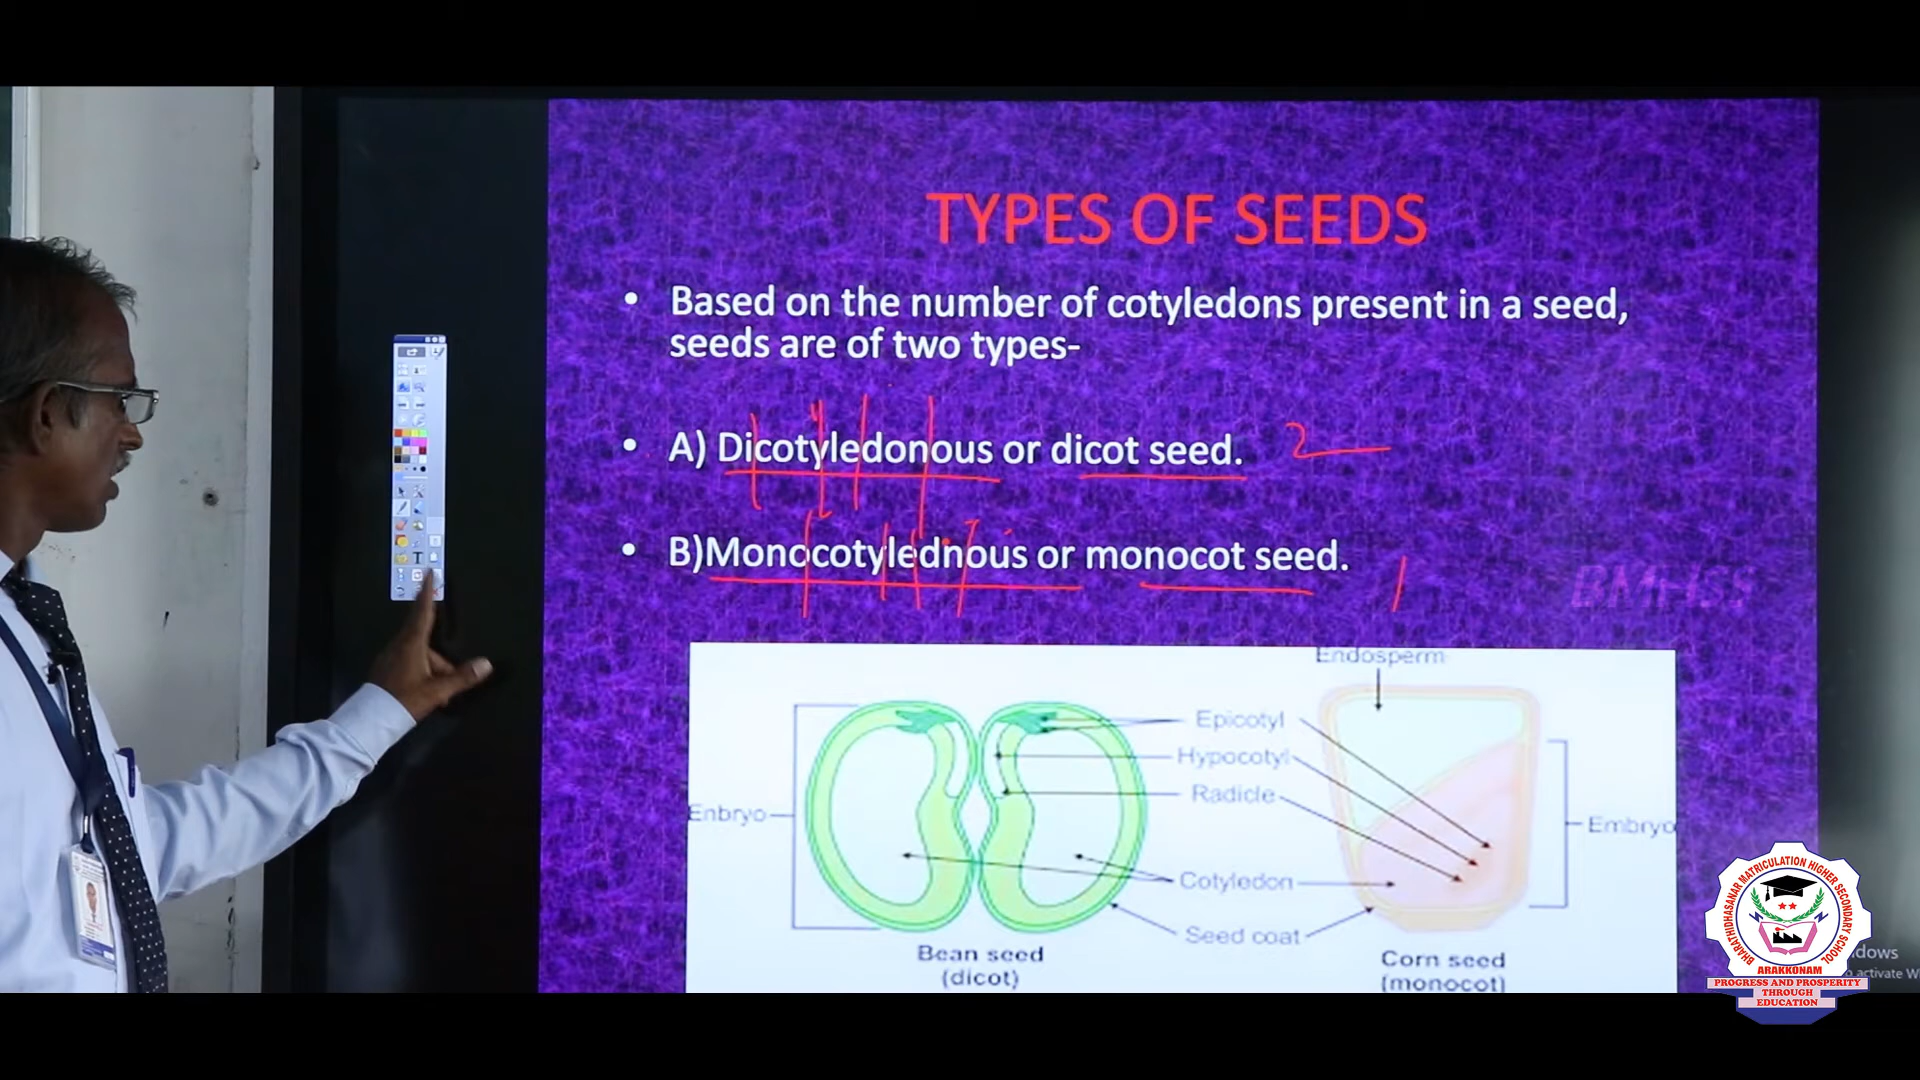 TYPES OF SEEDS
• Based on the number of cotyledons present in a seed,
seeds are of two types-
• A) Dicotyledonous or dicot seed. 2
• B)Monocotylednous or monocot seed. 1
BMHSS
Endosperm
Epicotyl
Hypocotyl
Radicle
Enbryo
Embryo
Cotyledon
Seed coat
Bean seed
(dicot)
Corn seed
(monocot)
BHARATHIDHASANAR MATRICULATION HIGHER SECONDARY SCHOOL
ARAKKONAM
PROGRESS AND PROSPERITY
THROUGH
EDUCATION
ndows
activate W
T